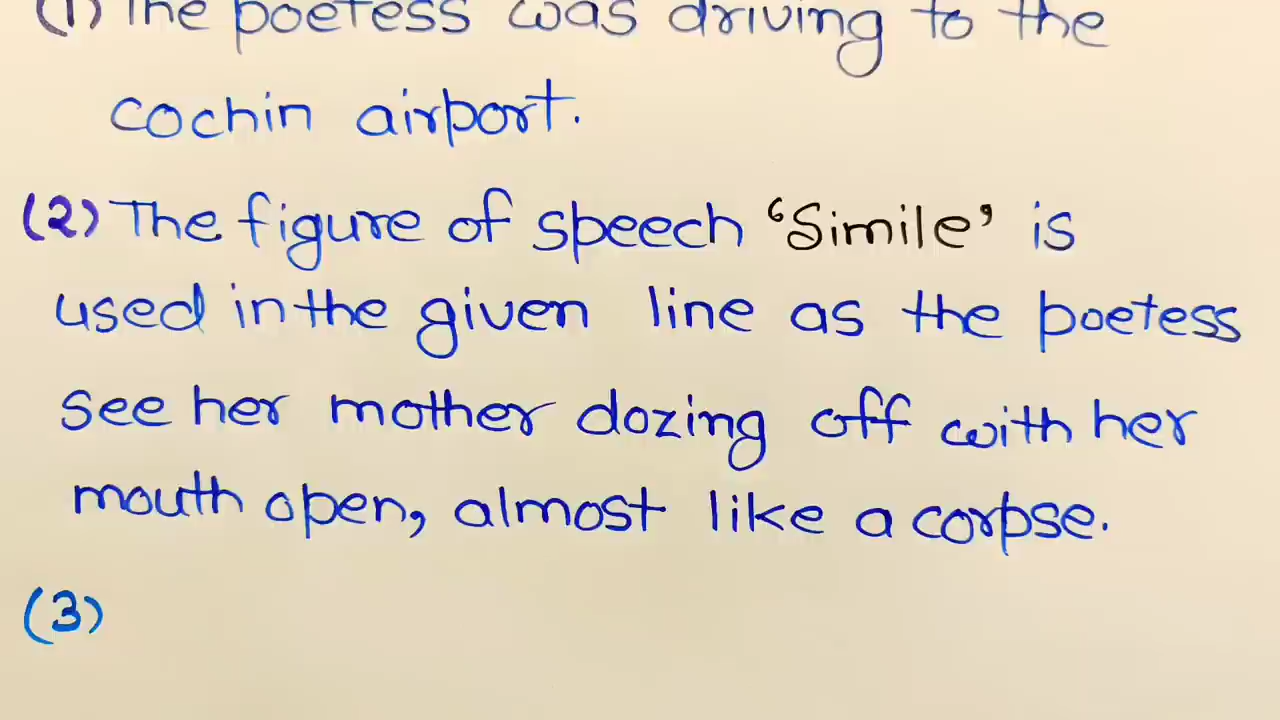 (1) The poetess was driving to the
cochin airport.
(2) The figure of speech ‘Simile’ is
used in the given line as the poetess
see her mother dozing off with her
mouth open, almost like a corpse.
(3)